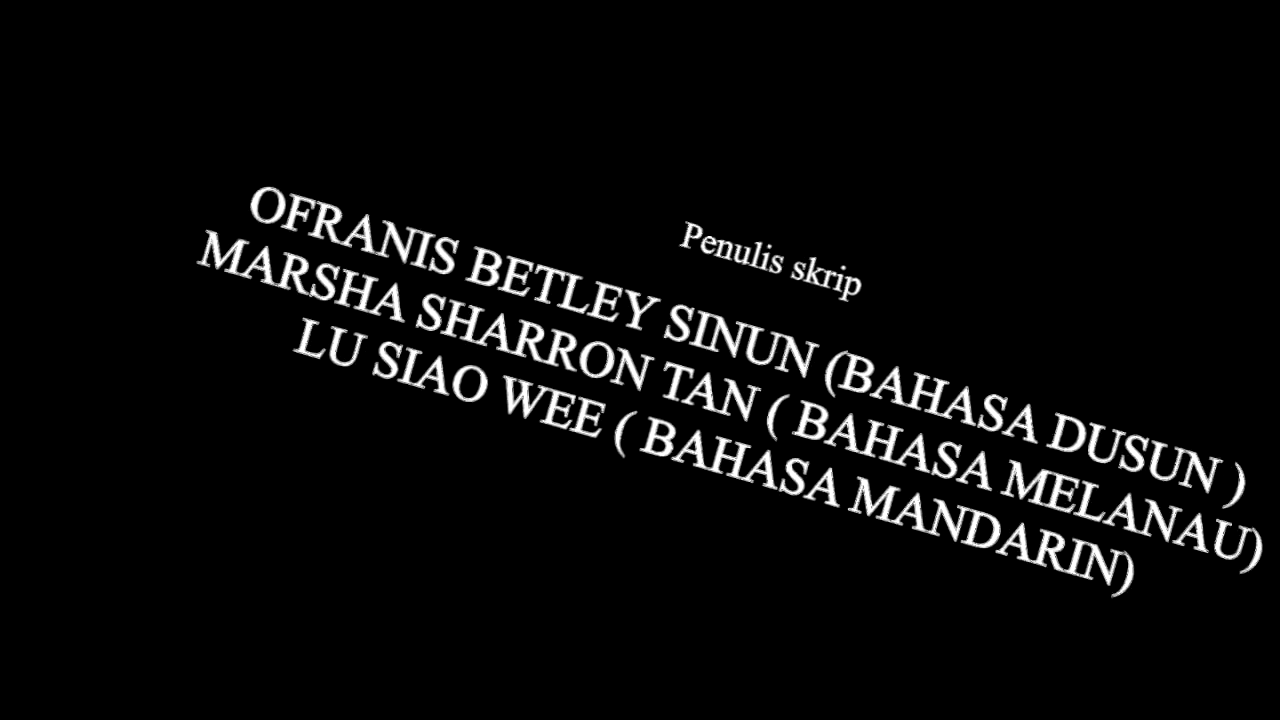 Penulis skrip
OFRANIS BETLEY SINUN (BAHASA DUSUN )
MARSHA SHARRON TAN ( BAHASA MELANAU)
LU SIAO WEE ( BAHASA MANDARIN)